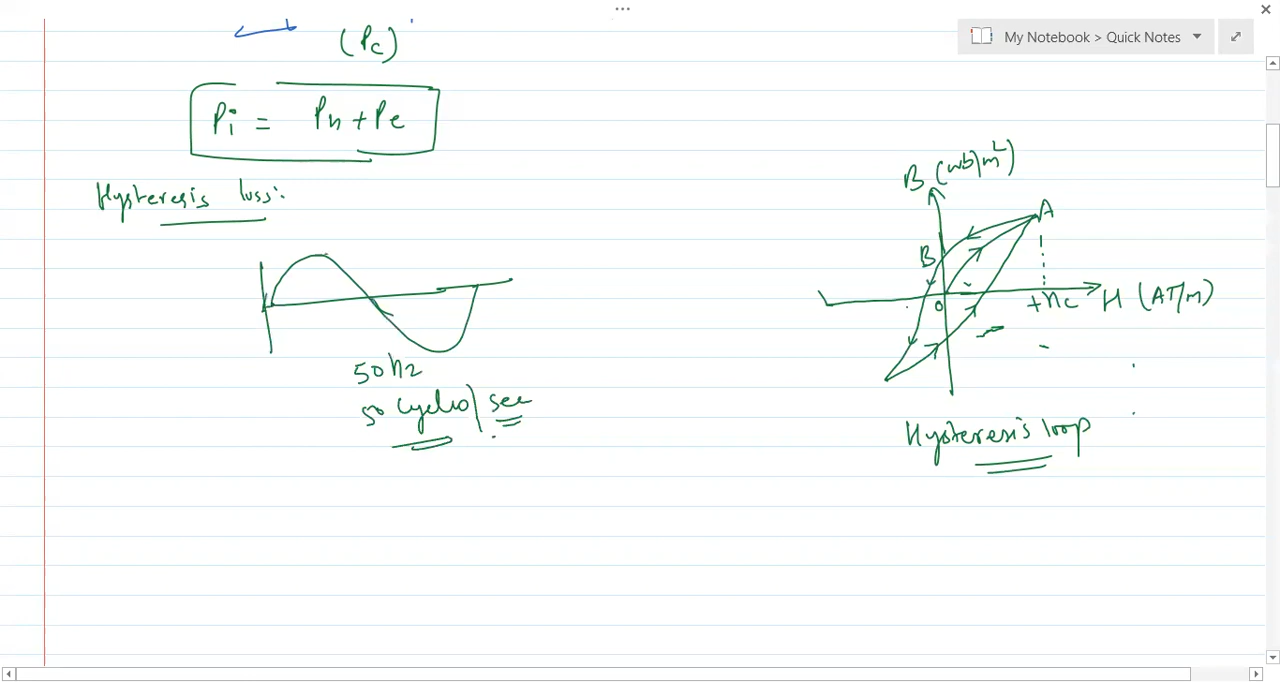 My Notebook > Quick Notes
(Pc)
Pi = Ph + Pe
Hysteresis loss:
50 hz
50 cycles/sec
B (wb/m²)
A
B
0
+Hc
H (AT/m)
Hysteresis loop